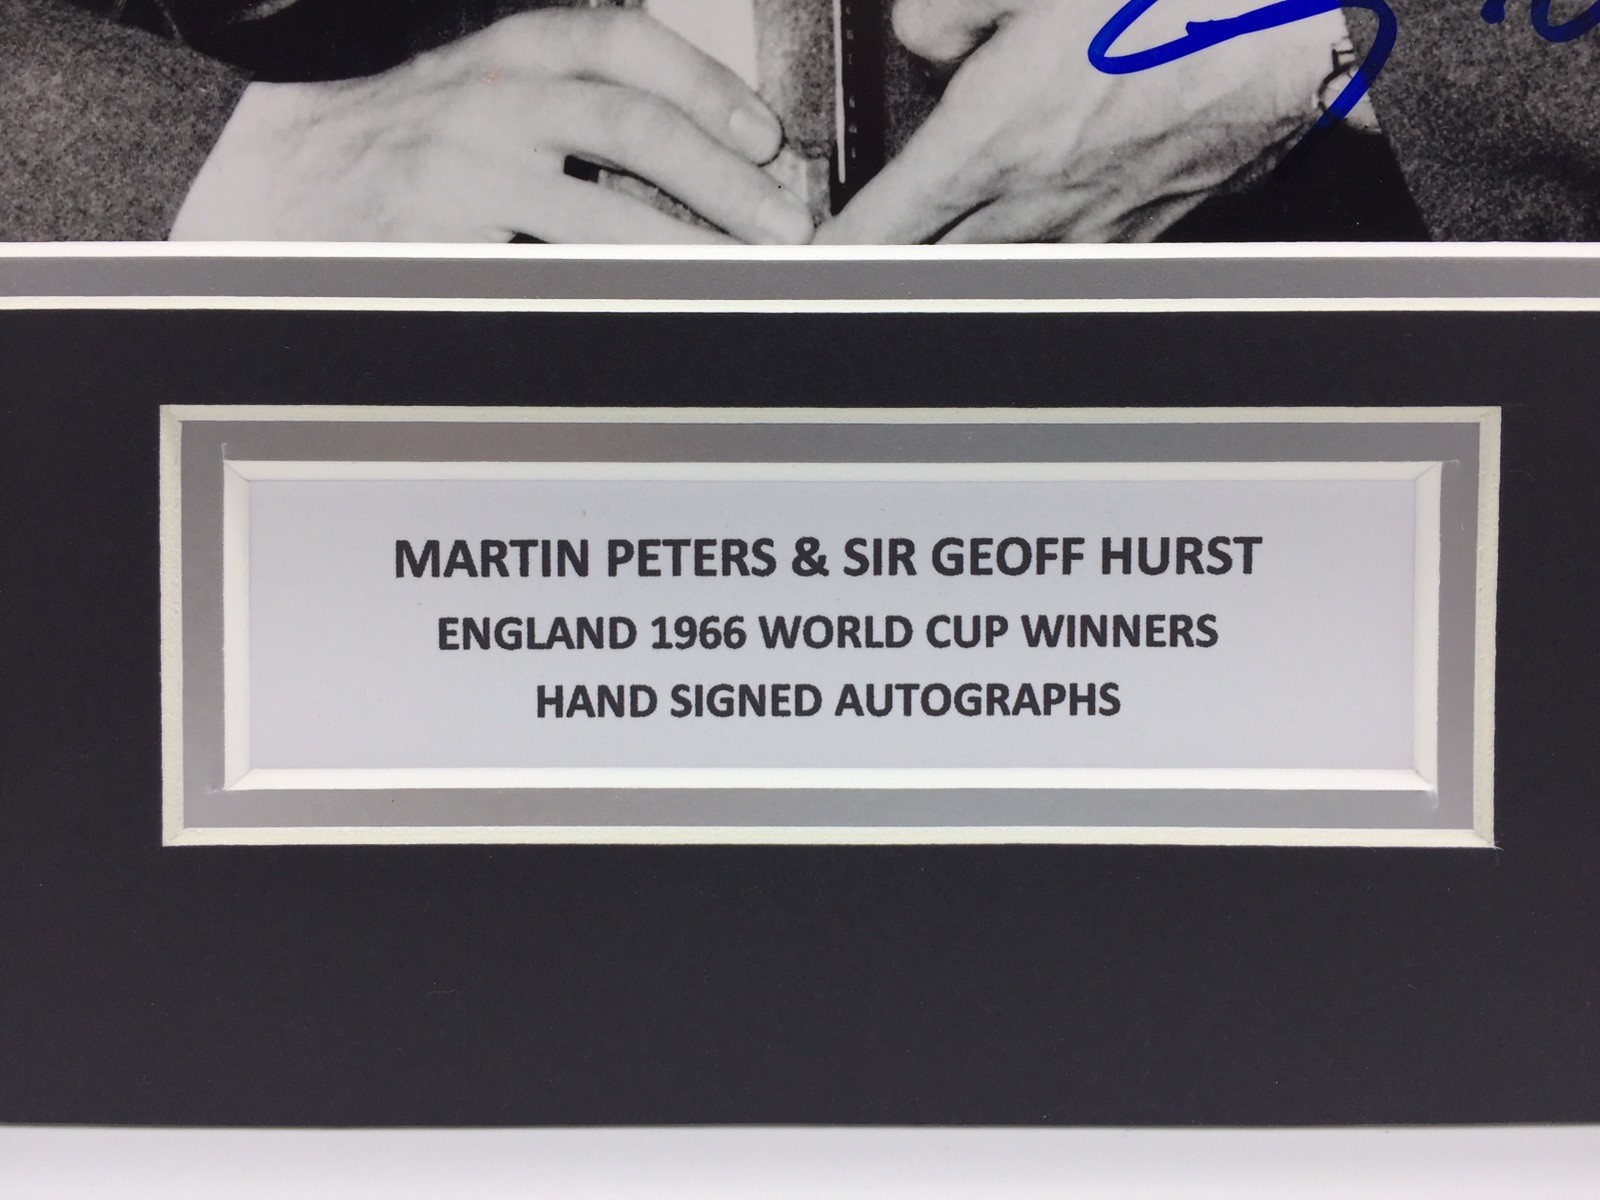 MARTIN PETERS & SIR GEOFF HURST
ENGLAND 1966 WORLD CUP WINNERS
HAND SIGNED AUTOGRAPHS